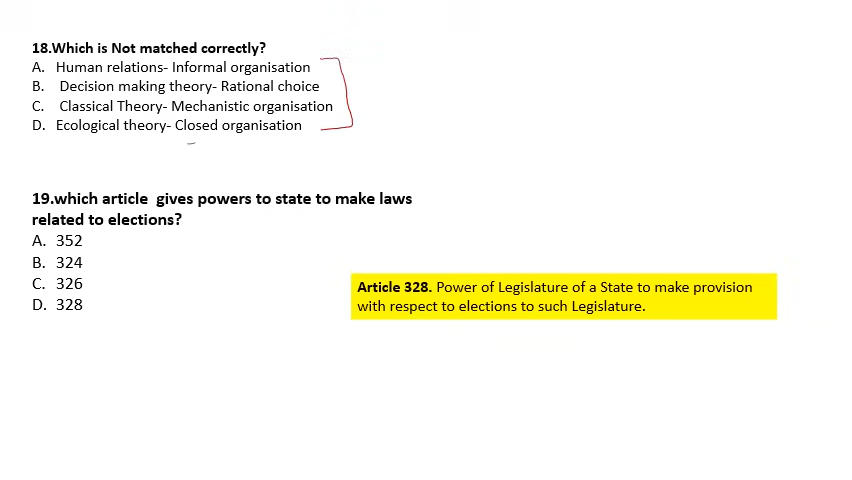 18.Which is Not matched correctly?
A. Human relations- Informal organisation
B. Decision making theory- Rational choice
C. Classical Theory- Mechanistic organisation
D. Ecological theory- Closed organisation
19.which article gives powers to state to make laws
related to elections?
A. 352
B. 324
C. 326
D. 328
Article 328. Power of Legislature of a State to make provision
with respect to elections to such Legislature.